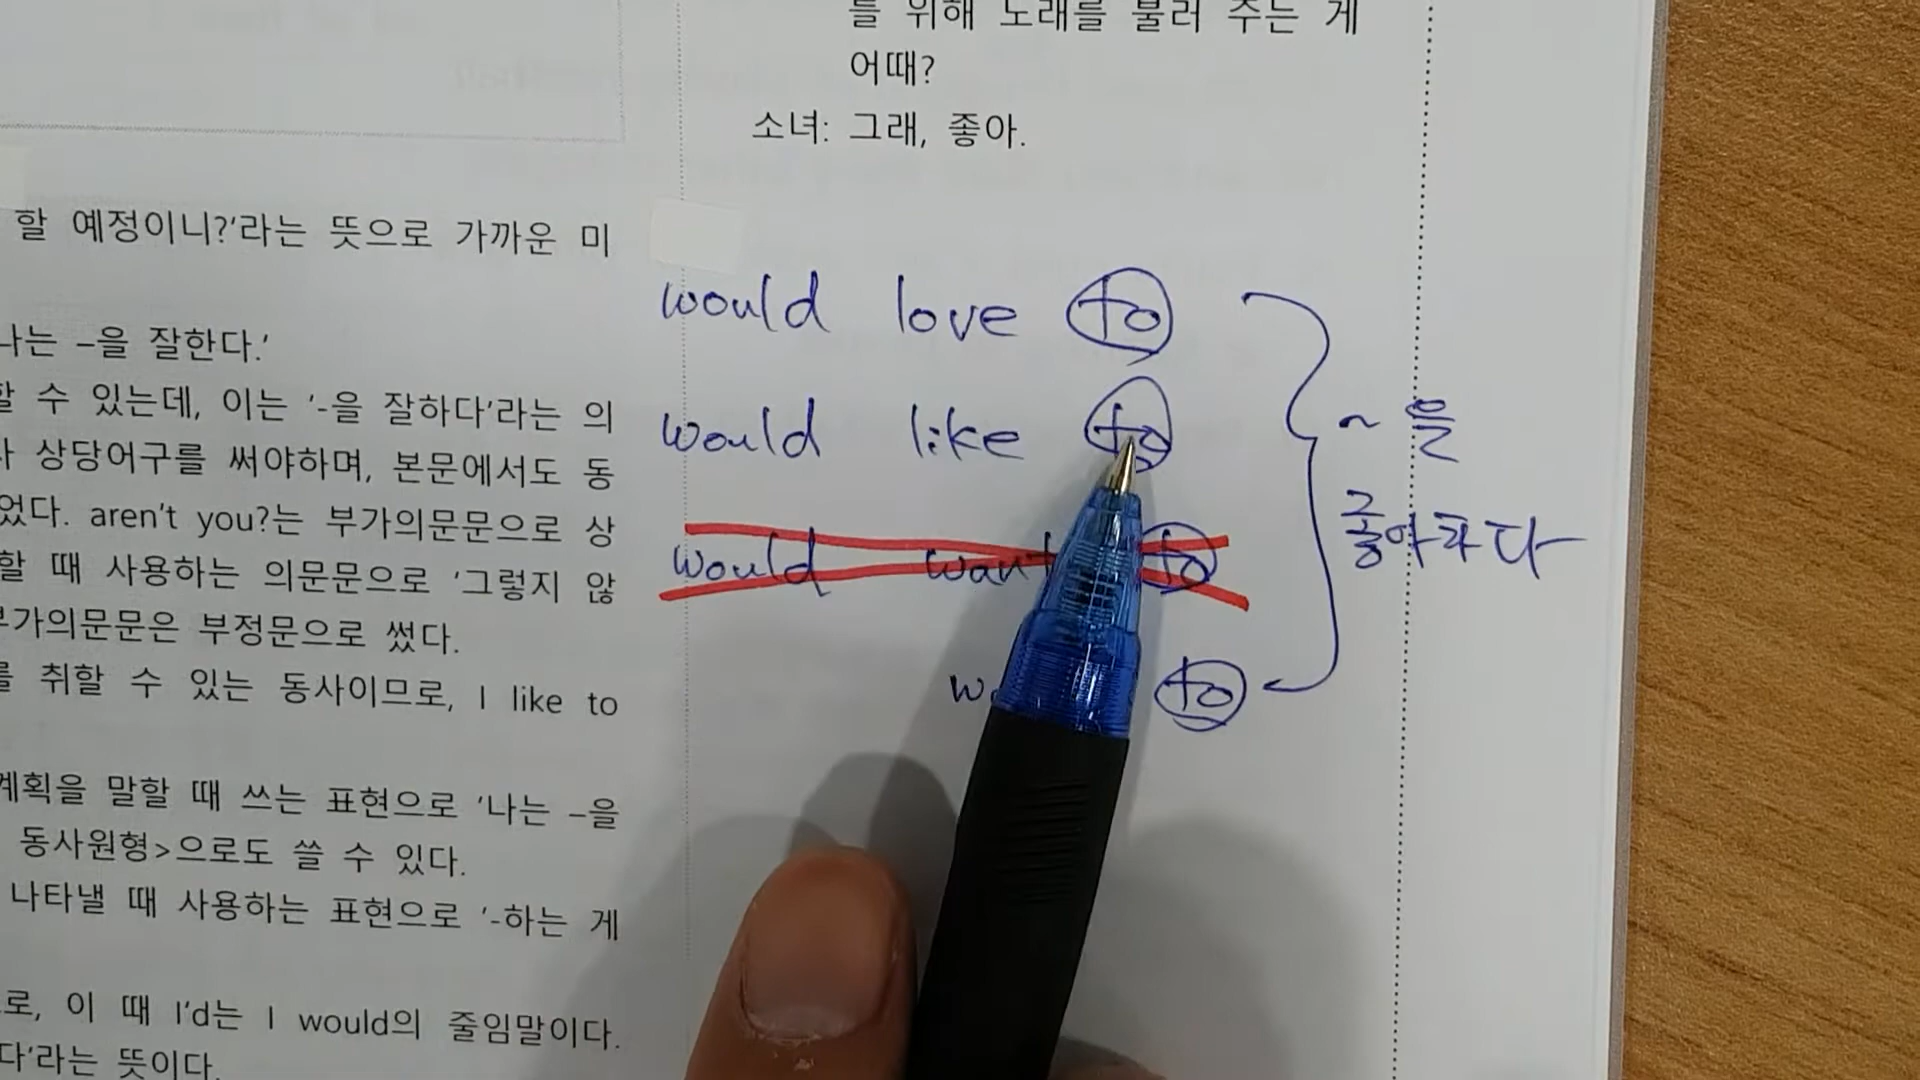 를 위해 노래를 불러 주는 게
어때?
소녀: 그래, 좋아.
할 예정이니?'라는 뜻으로 가까운 미
나는 –을 잘한다.'
할 수 있는데, 이는 '-을 잘하다'라는 의
상당어구를 써야하며, 본문에서도 동
었다. aren't you?는 부가의문문으로 상
할 때 사용하는 의문문으로 '그렇지 않
부가의문문은 부정문으로 썼다.
를 취할 수 있는 동사이므로, I like to
계획을 말할 때 쓰는 표현으로 '나는 –을
동사원형>으로도 쓸 수 있다.
나타낼 때 사용하는 표현으로 '-하는 게
로, 이 때 I'd는 I would의 줄임말이다.
다'라는 뜻이다.
would love to
would like to
would want to
to
~을
좋아하다